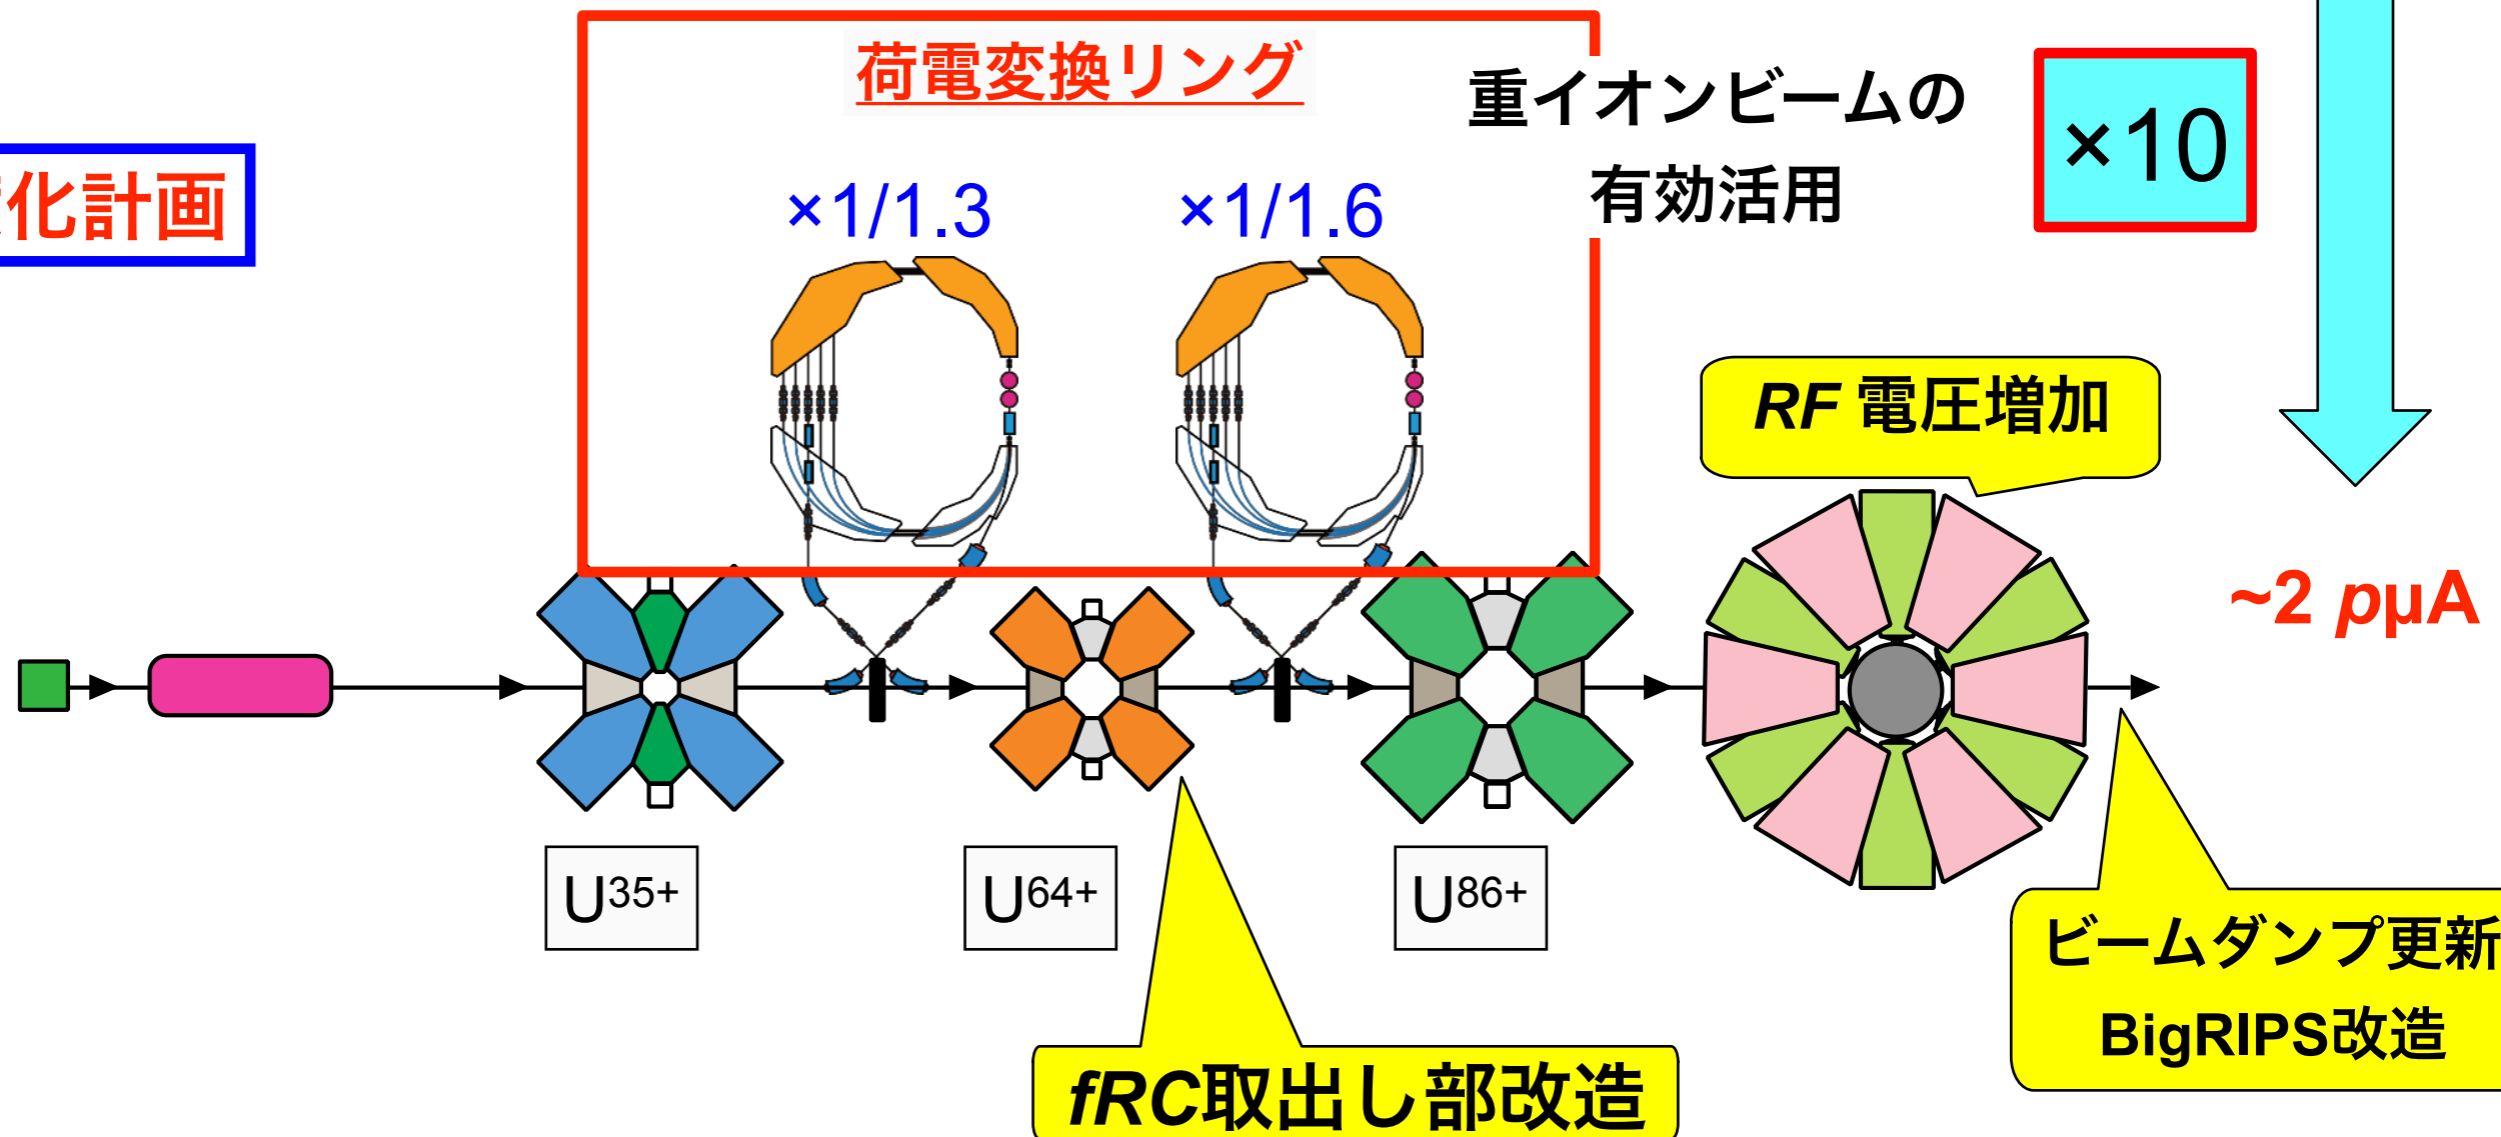 荷電変換リング
重イオンビームの
有効活用
×10
化計画
×1/1.3
×1/1.6
RF 電圧増加
~2 pμA
U35+
U64+
U86+
ビームダンプ更新
BigRIPS改造
fRC取出し部改造